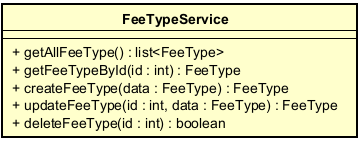 FeeTypeService
+ getAllFeeType() : list<FeeType>
+ getFeeTypeById(id : int) : FeeType
+ createFeeType(data : FeeType) : FeeType
+ updateFeeType(id : int, data : FeeType) : FeeType
+ deleteFeeType(id : int) : boolean